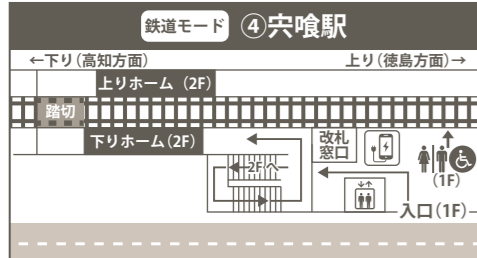 鉄道モード ④宍喰駅
←下り(高知方面) 上り(徳島方面)→
上りホーム(2F)
踏切
下りホーム(2F)
改札
窓口
2Fへ
(1F)
入口(1F)